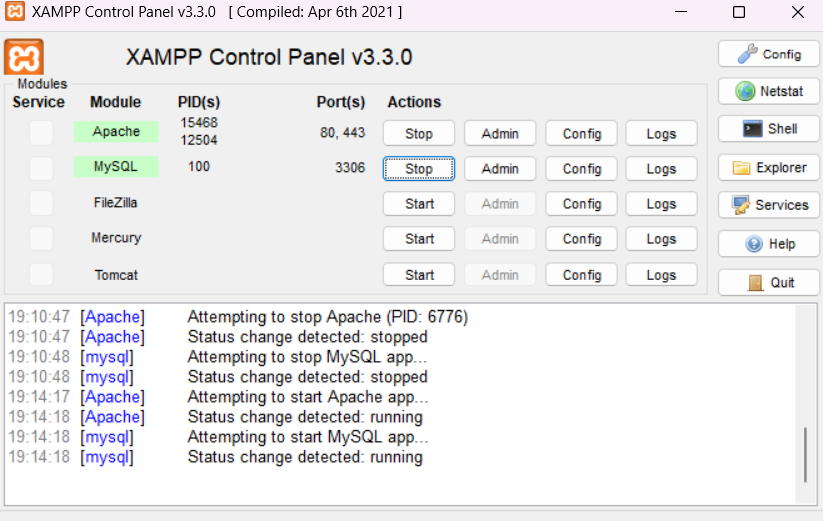 XAMPP Control Panel v3.3.0 [ Compiled: Apr 6th 2021 ]
XAMPP Control Panel v3.3.0
Config
Modules
Service Module PID(s) Port(s) Actions
Netstat
Apache 15468 12504 80, 443 Stop Admin Config Logs
Shell
MySQL 100 3306 Stop Admin Config Logs
Explorer
FileZilla Start Admin Config Logs
Services
Mercury Start Admin Config Logs
Help
Tomcat Start Admin Config Logs
Quit
19:10:47 [Apache] Attempting to stop Apache (PID: 6776)
19:10:47 [Apache] Status change detected: stopped
19:10:48 [mysql] Attempting to stop MySQL app...
19:10:48 [mysql] Status change detected: stopped
19:14:17 [Apache] Attempting to start Apache app...
19:14:18 [Apache] Status change detected: running
19:14:18 [mysql] Attempting to start MySQL app...
19:14:18 [mysql] Status change detected: running